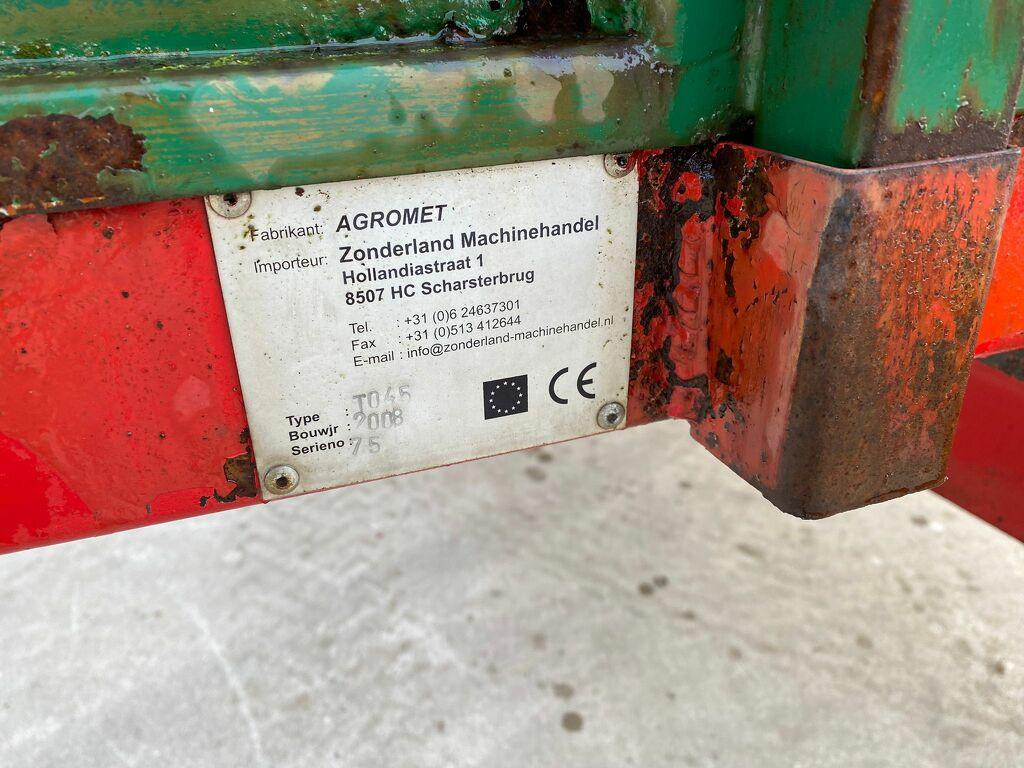 Fabrikant: AGROMET
Importeur: Zonderland Machinehandel
Hollandiastraat 1
8507 HC Scharsterbrug
Tel. : +31 (0)6 24637301
Fax : +31 (0)513 412644
E-mail : info@zonderland-machinehandel.nl
Type : T045
Bouwjr : 2008
Serieno : 75
CE